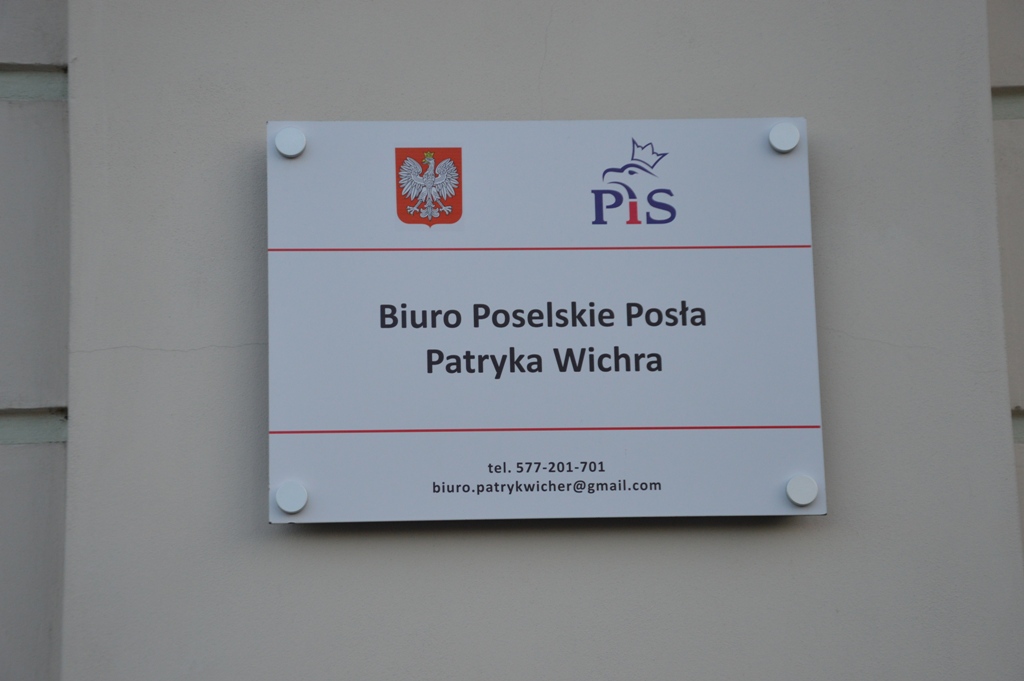 PiS
Biuro Poselskie Posła
Patryka Wichra
tel. 577-201-701
biuro.patrykwicher@gmail.com